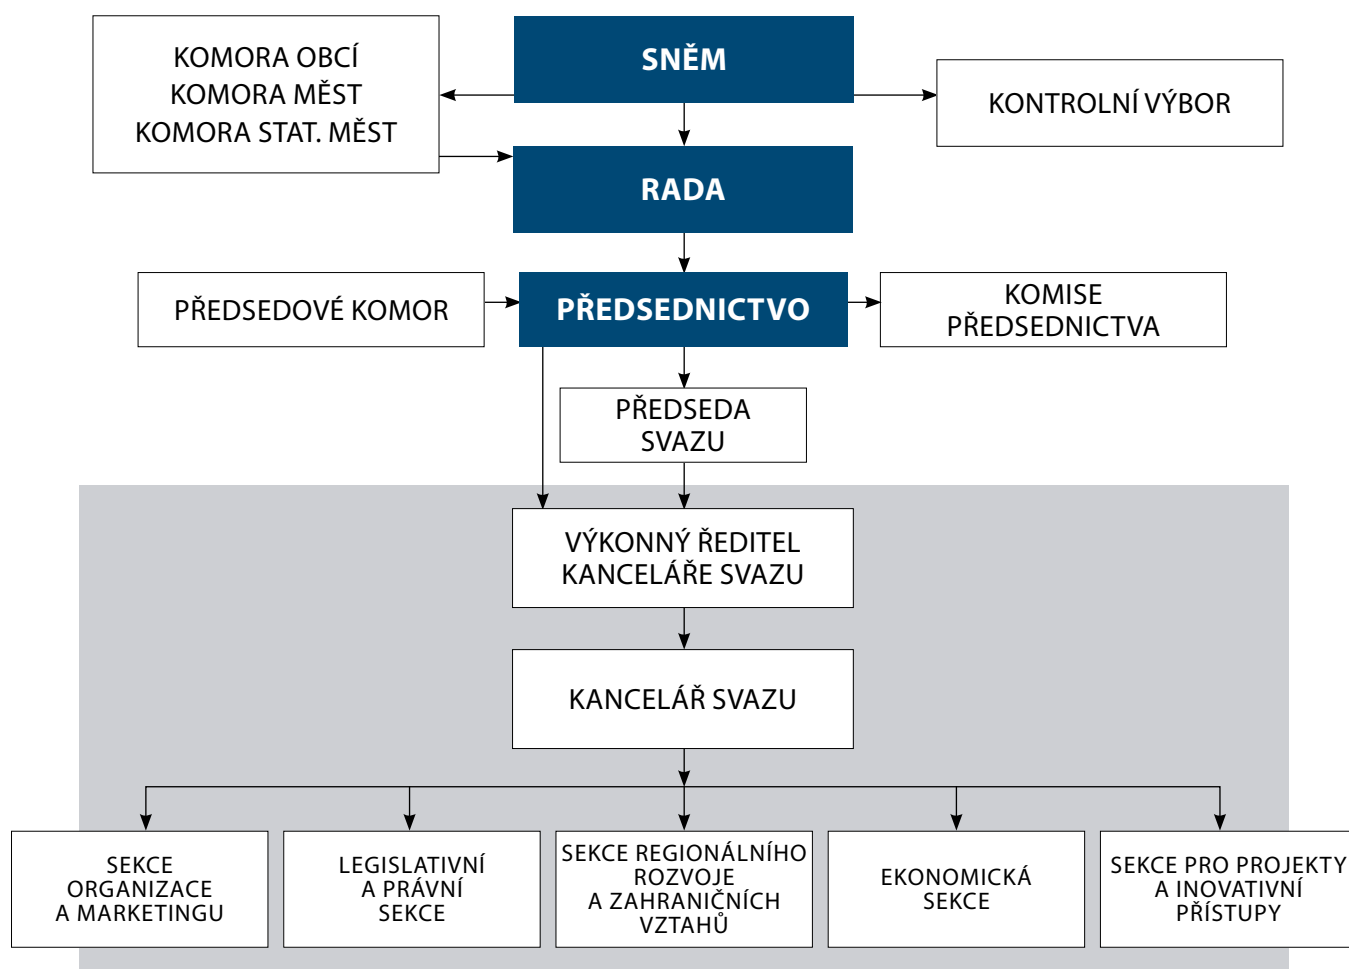 KOMORA OBCÍ
KOMORA MĚST
KOMORA STAT. MĚST
SNĚM
KONTROLNÍ VÝBOR
RADA
PŘEDSEDOVÉ KOMOR
PŘEDSEDNICTVO
KOMISE
PŘEDSEDNICTVA
PŘEDSEDA
SVAZU
VÝKONNÝ ŘEDITEL
KANCELÁŘE SVAZU
KANCELÁŘ SVAZU
SEKCE
ORGANIZACE
A MARKETINGU
LEGISLATIVNÍ
A PRÁVNÍ
SEKCE
SEKCE REGIONÁLNÍHO
ROZVOJE
A ZAHRANIČNÍCH
VZTAHŮ
EKONOMICKÁ
SEKCE
SEKCE PRO PROJEKTY
A INOVATIVNÍ
PŘÍSTUPY